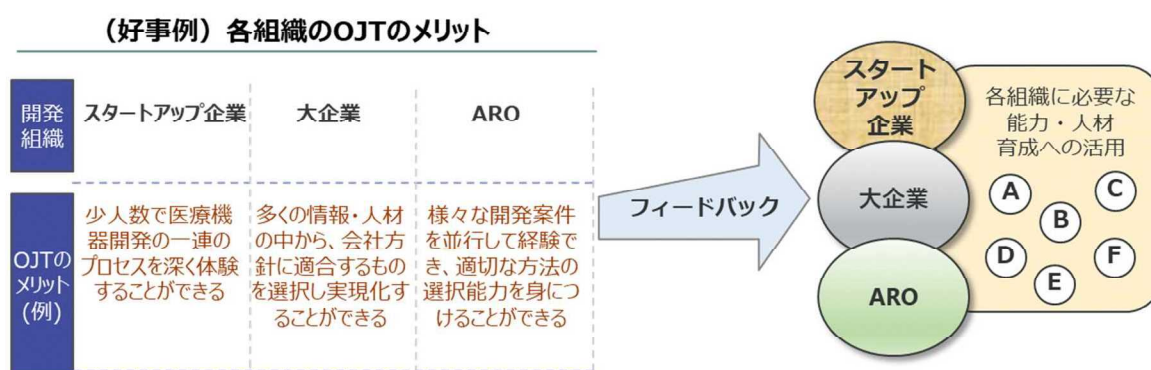 （好事例）各組織のOJTのメリット
開発
組織
スタートアップ企業
大企業
ARO
OJTの
メリット
(例)
少人数で医療機
器開発の一連の
プロセスを深く体験
することができる
多くの情報・人材
の中から、会社方
針に適合するもの
を選択し実現化す
ることができる
様々な開発案件
を並行して経験で
き、適切な方法の
選択能力を身につ
けることができる
フィードバック
スタート
アップ
企業
大企業
ARO
各組織に必要な
能力・人材
育成への活用
A
C
B
D
F
E